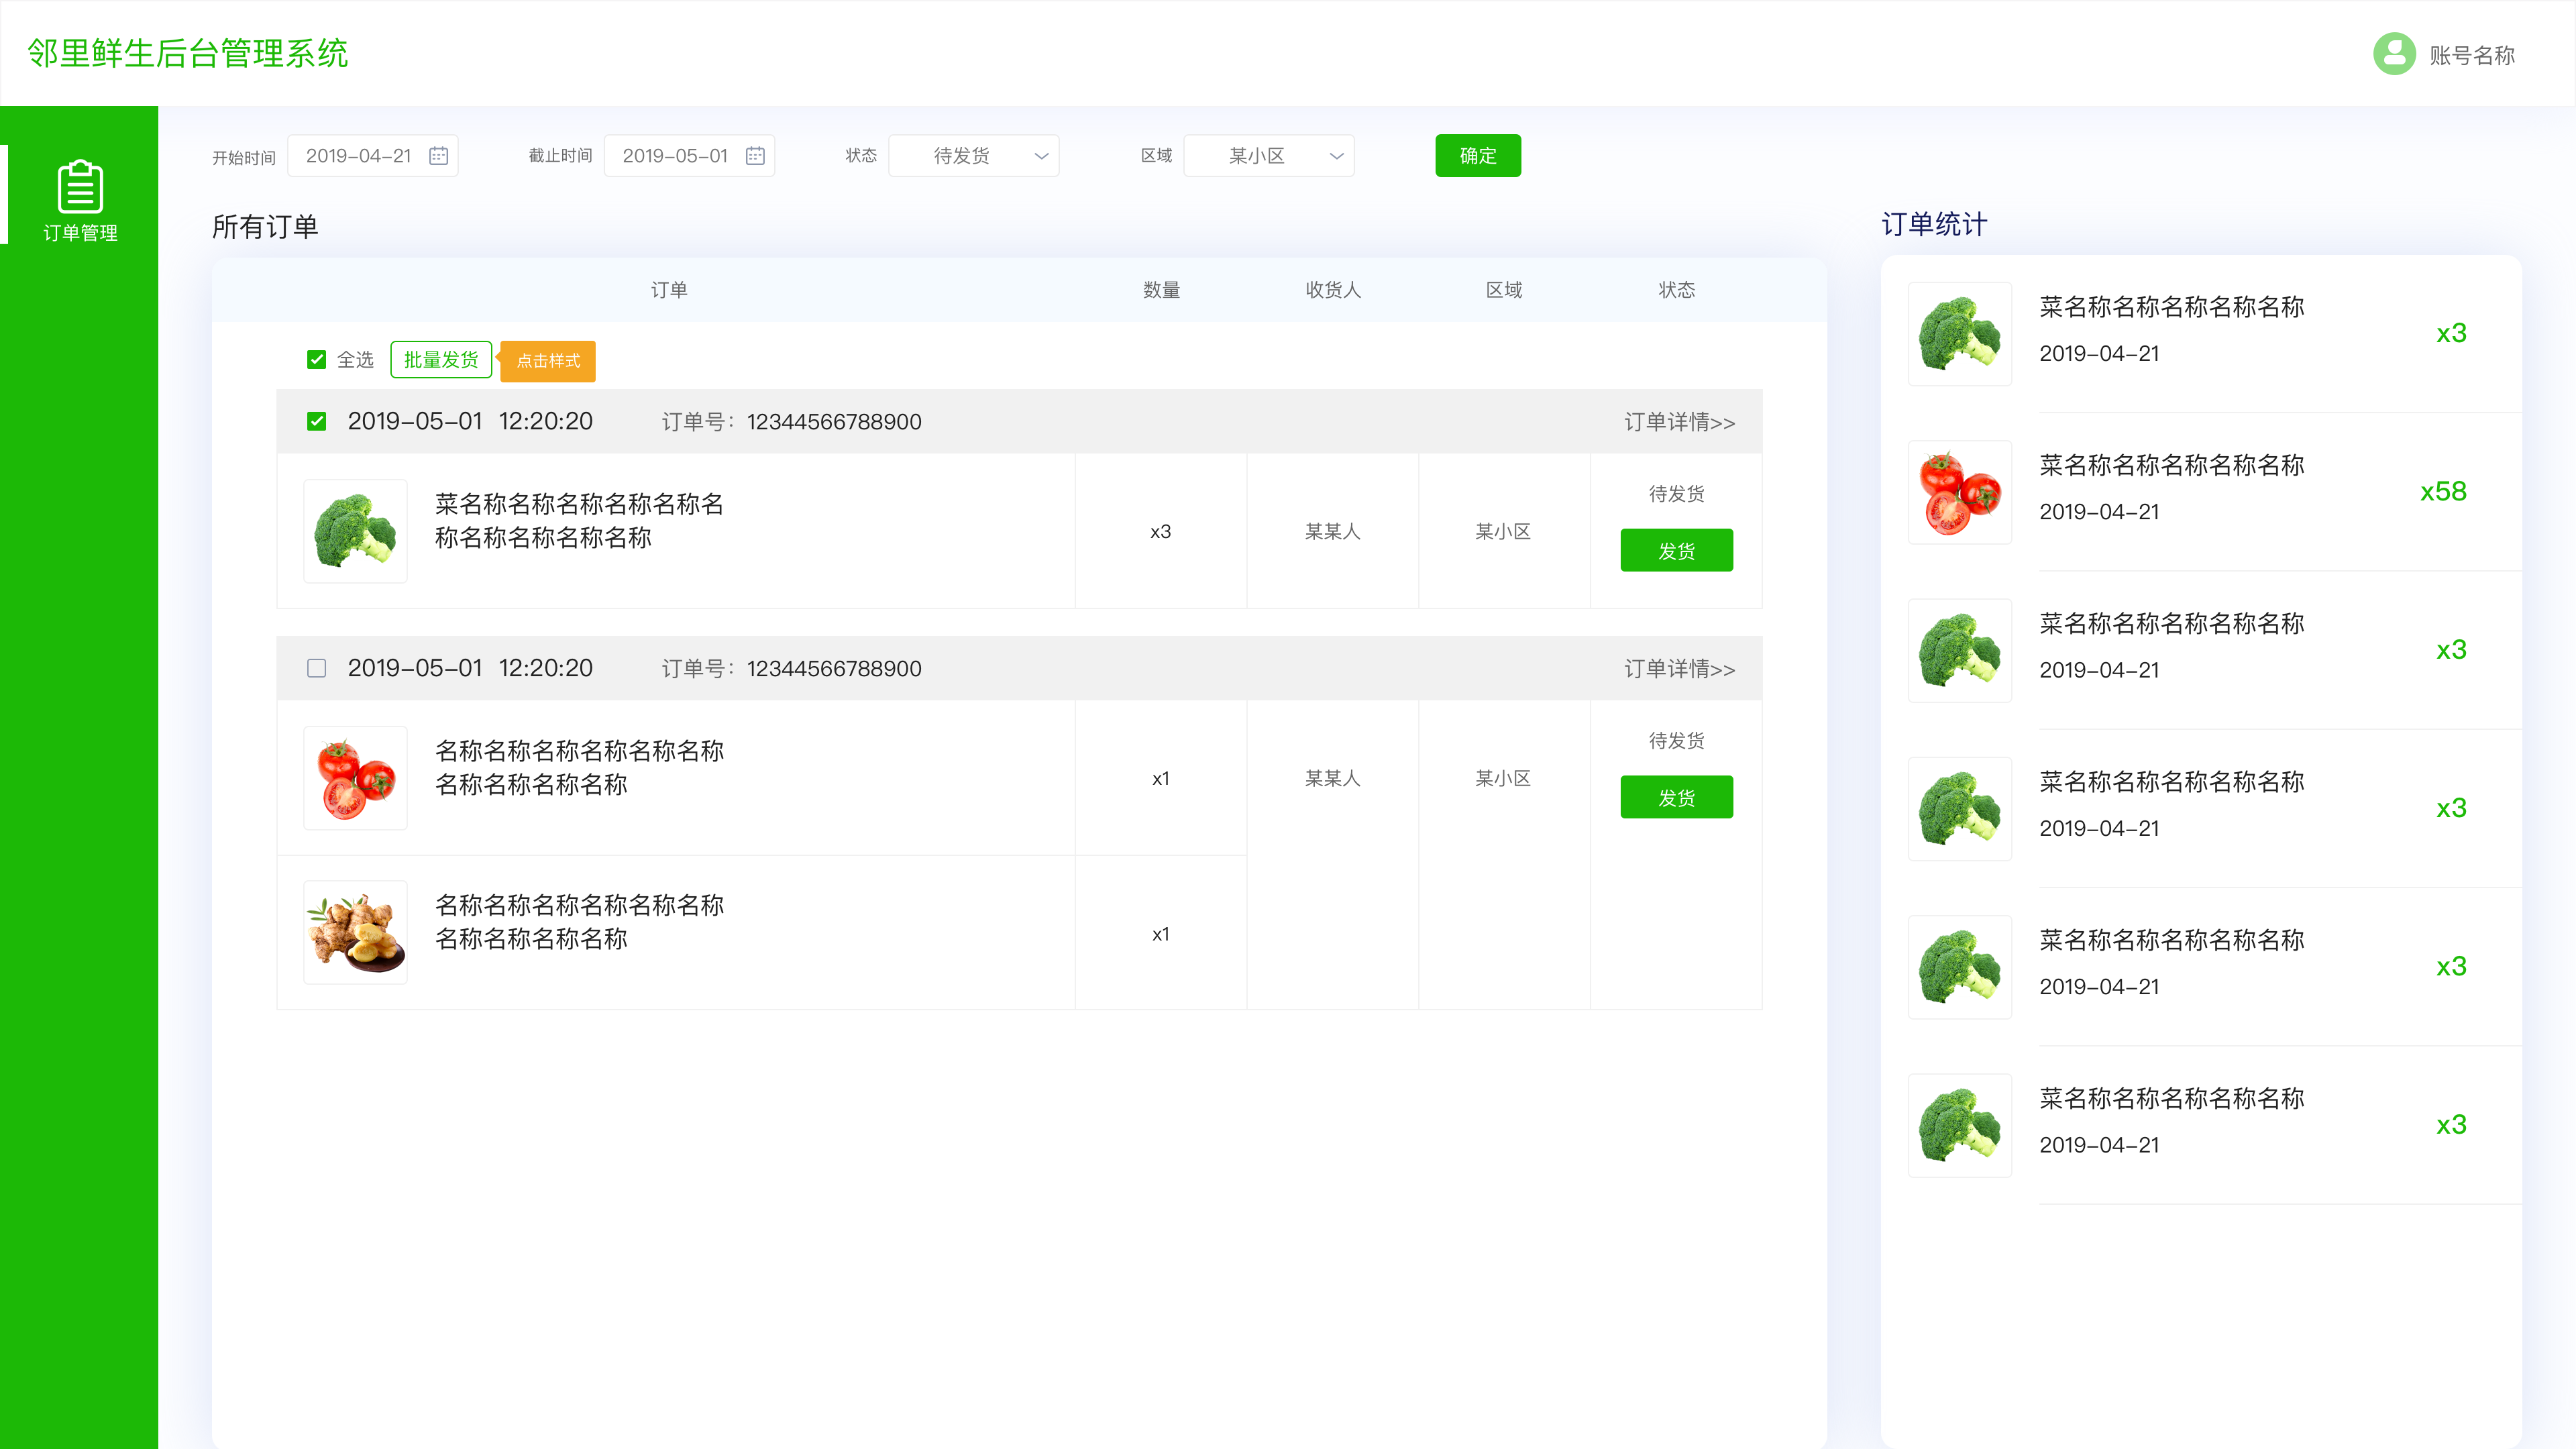 邻里鲜生后台管理系统
账号名称
订单管理
开始时间 2019-04-21 截止时间 2019-05-01 状态 待发货 区域 某小区 确定
所有订单
订单 数量 收货人 区域 状态
全选 批量发货 点击样式
2019-05-01 12:20:20 订单号：12344566788900 订单详情>>
菜名称名称名称名称名称名
称名称名称名称名称
x3 某某人 某小区 待发货
发货
2019-05-01 12:20:20 订单号：12344566788900 订单详情>>
名称名称名称名称名称名称
名称名称名称名称
x1 某某人 某小区 待发货
发货
名称名称名称名称名称名称
名称名称名称名称
x1
订单统计
菜名称名称名称名称名称
2019-04-21
x3
菜名称名称名称名称名称
2019-04-21
x58
菜名称名称名称名称名称
2019-04-21
x3
菜名称名称名称名称名称
2019-04-21
x3
菜名称名称名称名称名称
2019-04-21
x3
菜名称名称名称名称名称
2019-04-21
x3